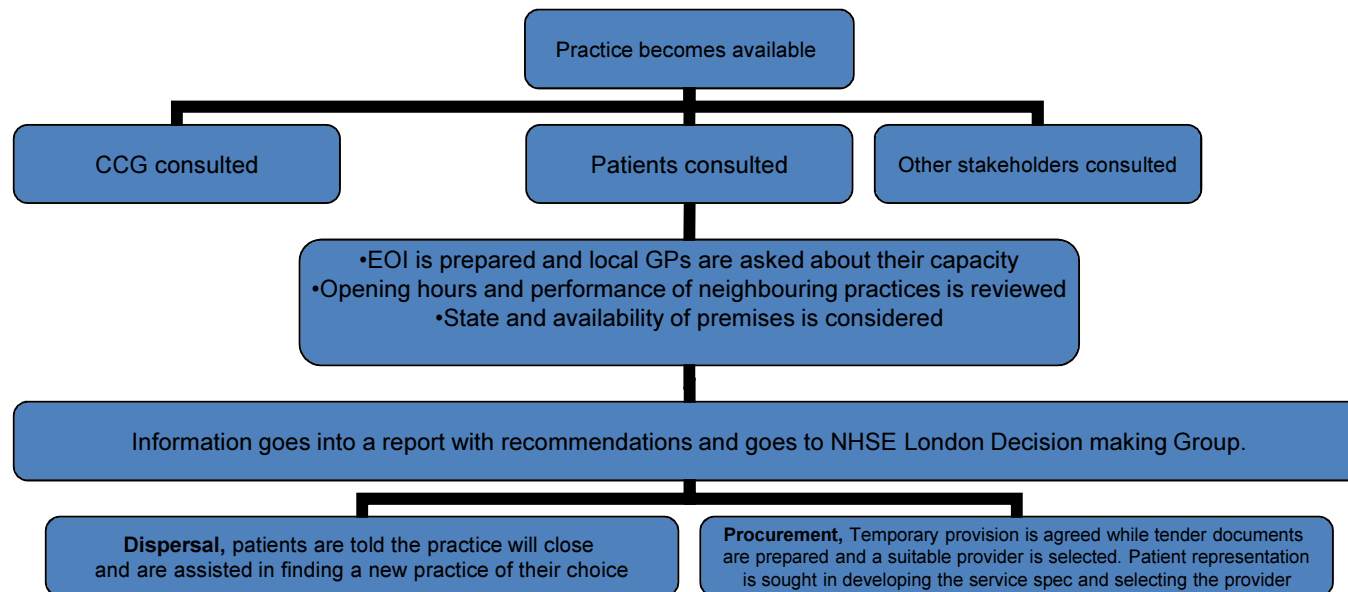 Practice becomes available
CCG consulted
Patients consulted
Other stakeholders consulted
•EOI is prepared and local GPs are asked about their capacity
•Opening hours and performance of neighbouring practices is reviewed
•State and availability of premises is considered
Information goes into a report with recommendations and goes to NHSE London Decision making Group.
Dispersal, patients are told the practice will close
and are assisted in finding a new practice of their choice
Procurement, Temporary provision is agreed while tender documents
are prepared and a suitable provider is selected. Patient representation
is sought in developing the service spec and selecting the provider